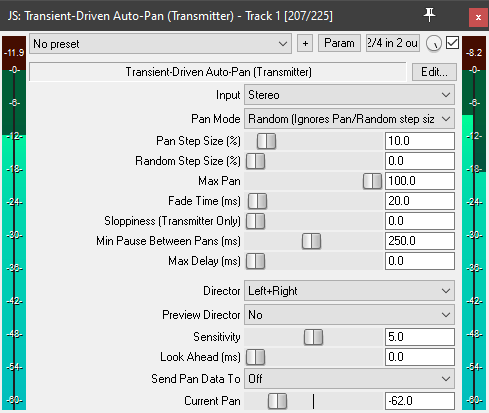 JS: Transient-Driven Auto-Pan (Transmitter) - Track 1 [207/225]
-11.9 No preset + Param 2/4 in 2 ou -8.2
Transient-Driven Auto-Pan (Transmitter) Edit...
-0- -0-
Input Stereo
-6- Pan Mode Random (Ignores Pan/Random step siz -6-
-12- Pan Step Size (%) 10.0 -12-
Random Step Size (%) 0.0
-18- Max Pan 100.0 -18-
Fade Time (ms) 20.0
-24- Sloppiness (Transmitter Only) 0.0 -24-
-30- Min Pause Between Pans (ms) 250.0 -30-
Max Delay (ms) 0.0
-36- -36-
Director Left+Right
-42- Preview Director No -42-
-48- Sensitivity 5.0 -48-
Look Ahead (ms) 0.0
-54- Send Pan Data To Off -54-
-60- Current Pan -62.0 -60-